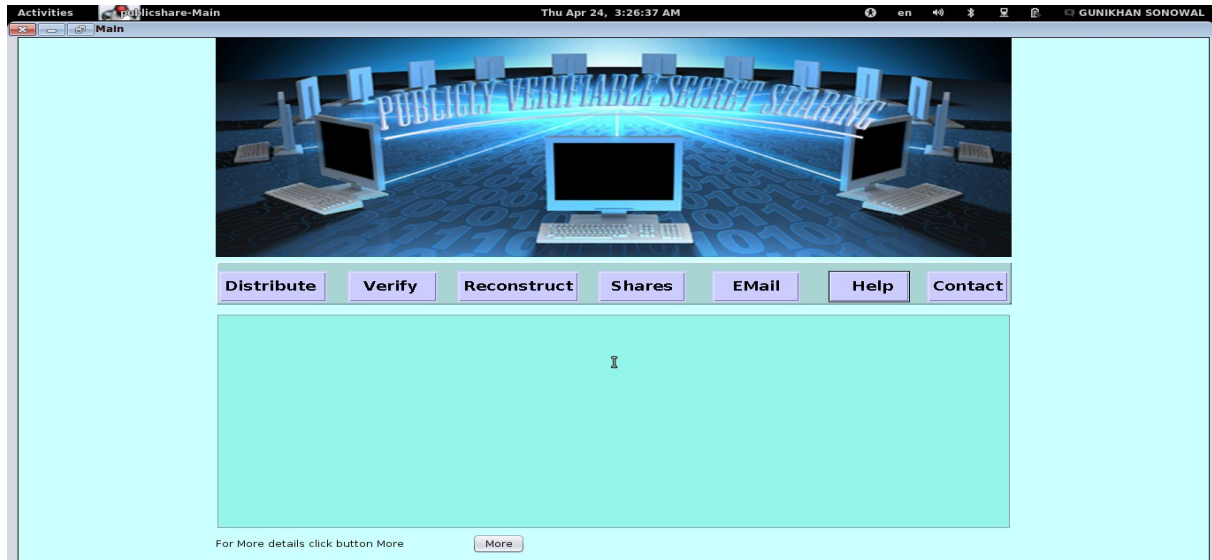 Activities publicshare-Main Thu Apr 24, 3:26:37 AM en GUNIKHAN SONOWAL
Main
PUBLICLY VERIFIABLE SECRET SHARING
Distribute Verify Reconstruct Shares EMail Help Contact
For More details click button More More